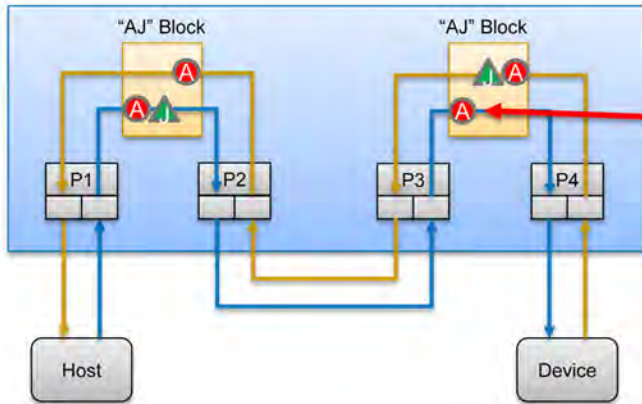 “AJ” Block “AJ” Block
A J A
A J A
P1 P2 P3 P4
Host Device